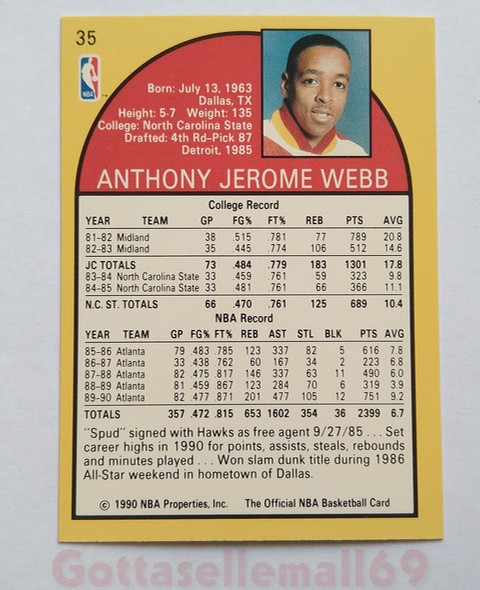 35
NBA
Born: July 13, 1963
Dallas, TX
Height: 5-7 Weight: 135
College: North Carolina State
Drafted: 4th Rd-Pick 87
Detroit, 1985
ANTHONY JEROME WEBB
College Record
YEAR TEAM GP FG% FT% REB PTS AVG
81-82 Midland 38 .515 .781 77 789 20.8
82-83 Midland 35 .445 .774 106 512 14.6
JC TOTALS 73 .484 .779 183 1301 17.8
83-84 North Carolina State 33 .459 .761 59 323 9.8
84-85 North Carolina State 33 .481 .761 66 366 11.1
N.C. ST. TOTALS 66 .470 .761 125 689 10.4
NBA Record
YEAR TEAM GP FG% FT% REB AST STL BLK PTS AVG
85-86 Atlanta 79 .483 .785 123 337 82 5 616 7.8
86-87 Atlanta 33 .438 .762 60 167 34 2 223 6.8
87-88 Atlanta 82 .475 .817 146 337 63 11 490 6.0
88-89 Atlanta 81 .459 .867 123 284 70 6 319 3.9
89-90 Atlanta 82 .477 .871 201 477 105 12 751 9.2
TOTALS 357 .472 .815 653 1602 354 36 2399 6.7
"Spud" signed with Hawks as free agent 9/27/85 . . . Set
career highs in 1990 for points, assists, steals, rebounds
and minutes played . . . Won slam dunk title during 1986
All-Star weekend in hometown of Dallas.
© 1990 NBA Properties, Inc. The Official NBA Basketball Card
Gottasellemall69